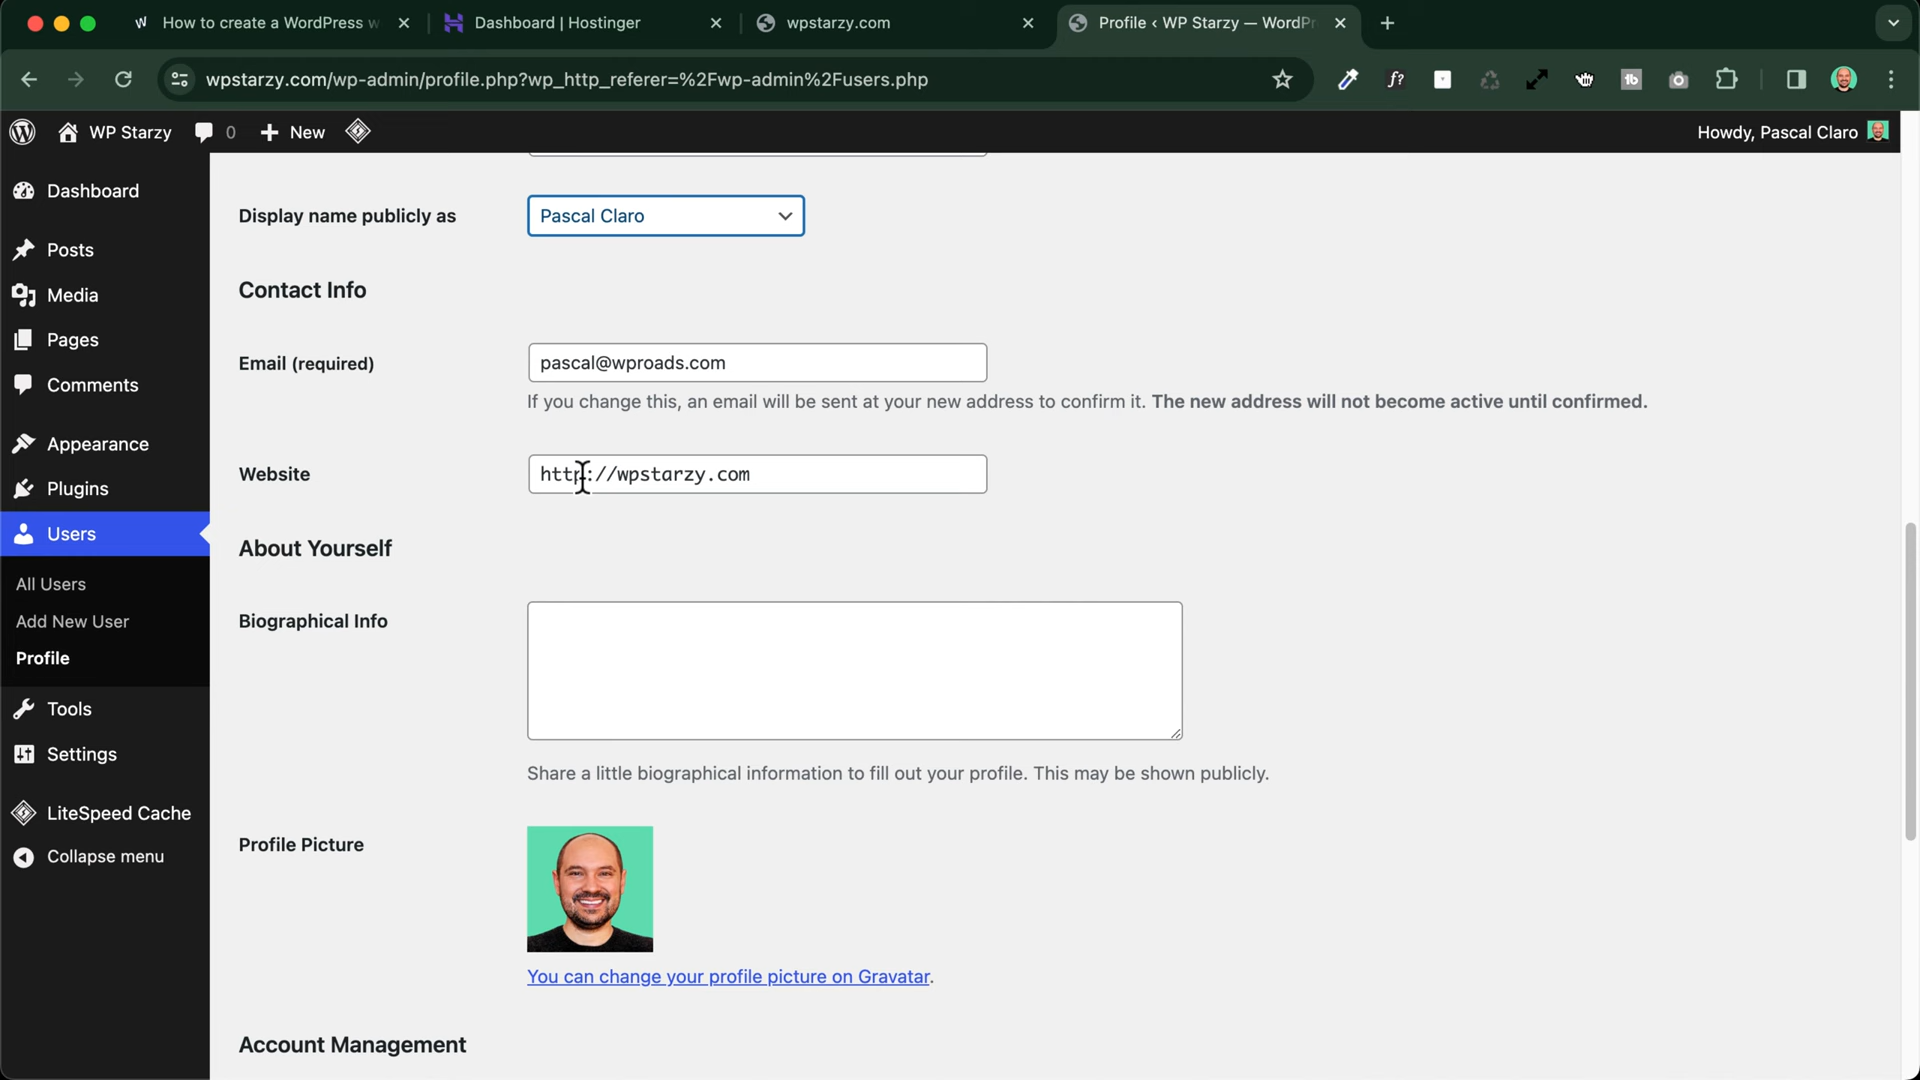 How to create a WordPress w
Dashboard | Hostinger
wpstarzy.com
Profile ‹ WP Starzy — WordPr
wpstarzy.com/wp-admin/profile.php?wp_http_referer=%2Fwp-admin%2Fusers.php
WP Starzy
0
New
Howdy, Pascal Claro
Dashboard
Posts
Media
Pages
Comments
Appearance
Plugins
Users
All Users
Add New User
Profile
Tools
Settings
LiteSpeed Cache
Collapse menu
Display name publicly as
Pascal Claro
Contact Info
Email (required)
pascal@wproads.com
If you change this, an email will be sent at your new address to confirm it. The new address will not become active until confirmed.
Website
http://wpstarzy.com
About Yourself
Biographical Info
Share a little biographical information to fill out your profile. This may be shown publicly.
Profile Picture
You can change your profile picture on Gravatar.
Account Management